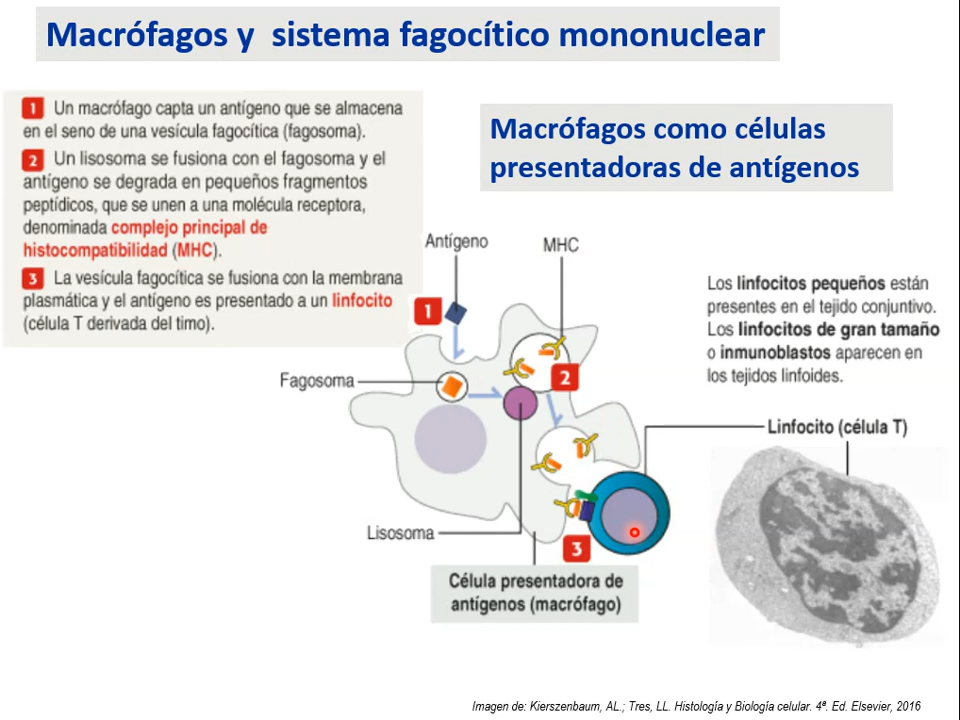 Macrófagos y sistema fagocítico mononuclear
1 Un macrófago capta un antígeno que se almacena
en el seno de una vesícula fagocítica (fagosoma).
2 Un lisosoma se fusiona con el fagosoma y el
antígeno se degrada en pequeños fragmentos
peptídicos, que se unen a una molécula receptora,
denominada complejo principal de
histocompatibilidad (MHC).
3 La vesícula fagocítica se fusiona con la membrana
plasmática y el antígeno es presentado a un linfocito
(célula T derivada del timo).
Macrófagos como células
presentadoras de antígenos
Antígeno
MHC
1
Fagosoma
2
Los linfocitos pequeños están
presentes en el tejido conjuntivo.
Los linfocitos de gran tamaño
o inmunoblastos aparecen en
los tejidos linfoides.
Linfocito (célula T)
Lisosoma
3
Célula presentadora de
antígenos (macrófago)
Imagen de: Kierszenbaum, AL.; Tres, LL. Histología y Biología celular. 4ª. Ed. Elsevier, 2016